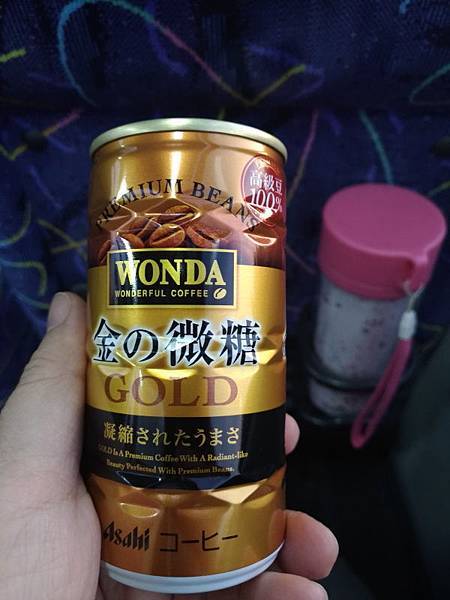 高級豆
100%
PREMIUM BEANS
WONDA
WONDERFUL COFFEE
金の微糖
GOLD
凝縮されたうまさ
GOLD Is A Premium Coffee With A Radiant-like
Beauty Perfected With Premium Beans.
Asahi コーヒー